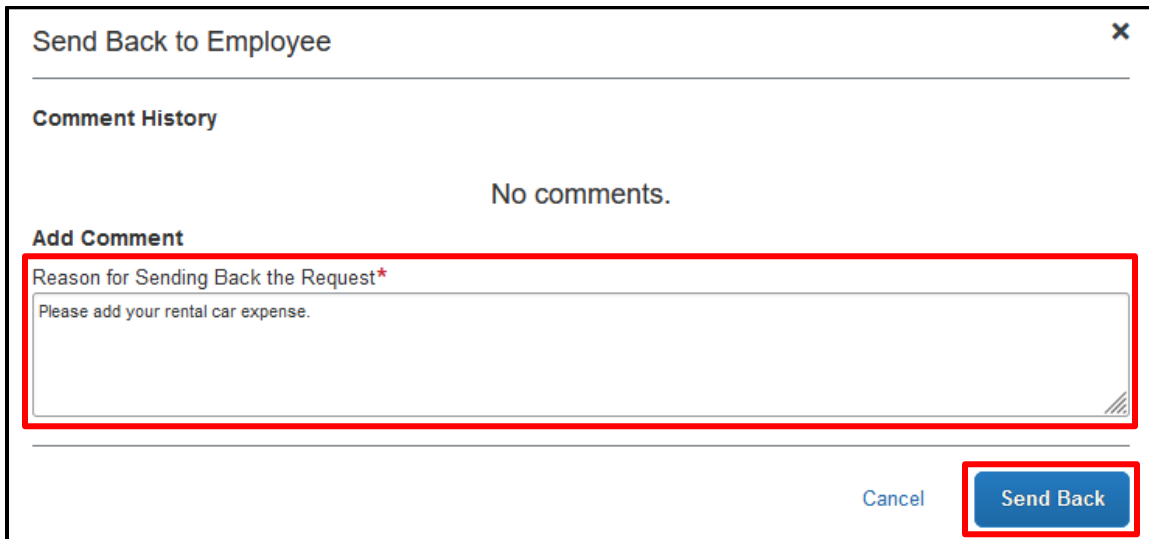 Send Back to Employee
Comment History
No comments.
Add Comment
Reason for Sending Back the Request*
Please add your rental car expense.
Cancel
Send Back